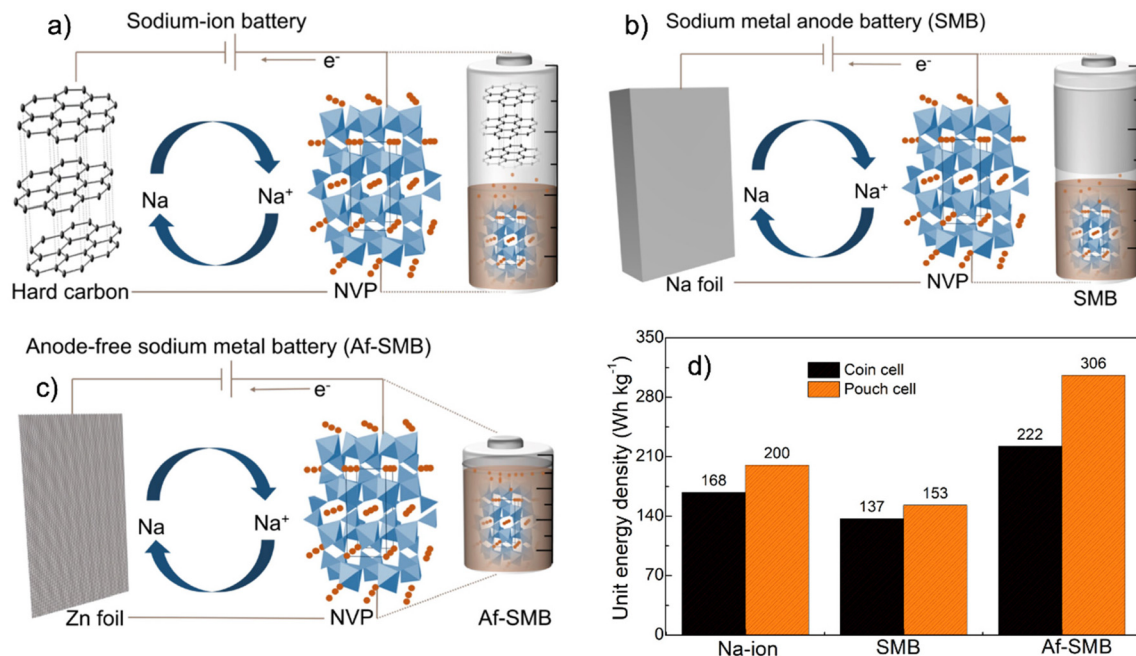 a)
Sodium-ion battery
e⁻
Na
Na⁺
Hard carbon
NVP
b)
Sodium metal anode battery (SMB)
e⁻
Na
Na⁺
Na foil
NVP
SMB
Anode-free sodium metal battery (Af-SMB)
c)
e⁻
Na
Na⁺
Zn foil
NVP
Af-SMB
d)
Unit energy density (Wh kg⁻¹)
350
280
210
140
70
0
Coin cell
Pouch cell
168
200
137
153
222
306
Na-ion
SMB
Af-SMB